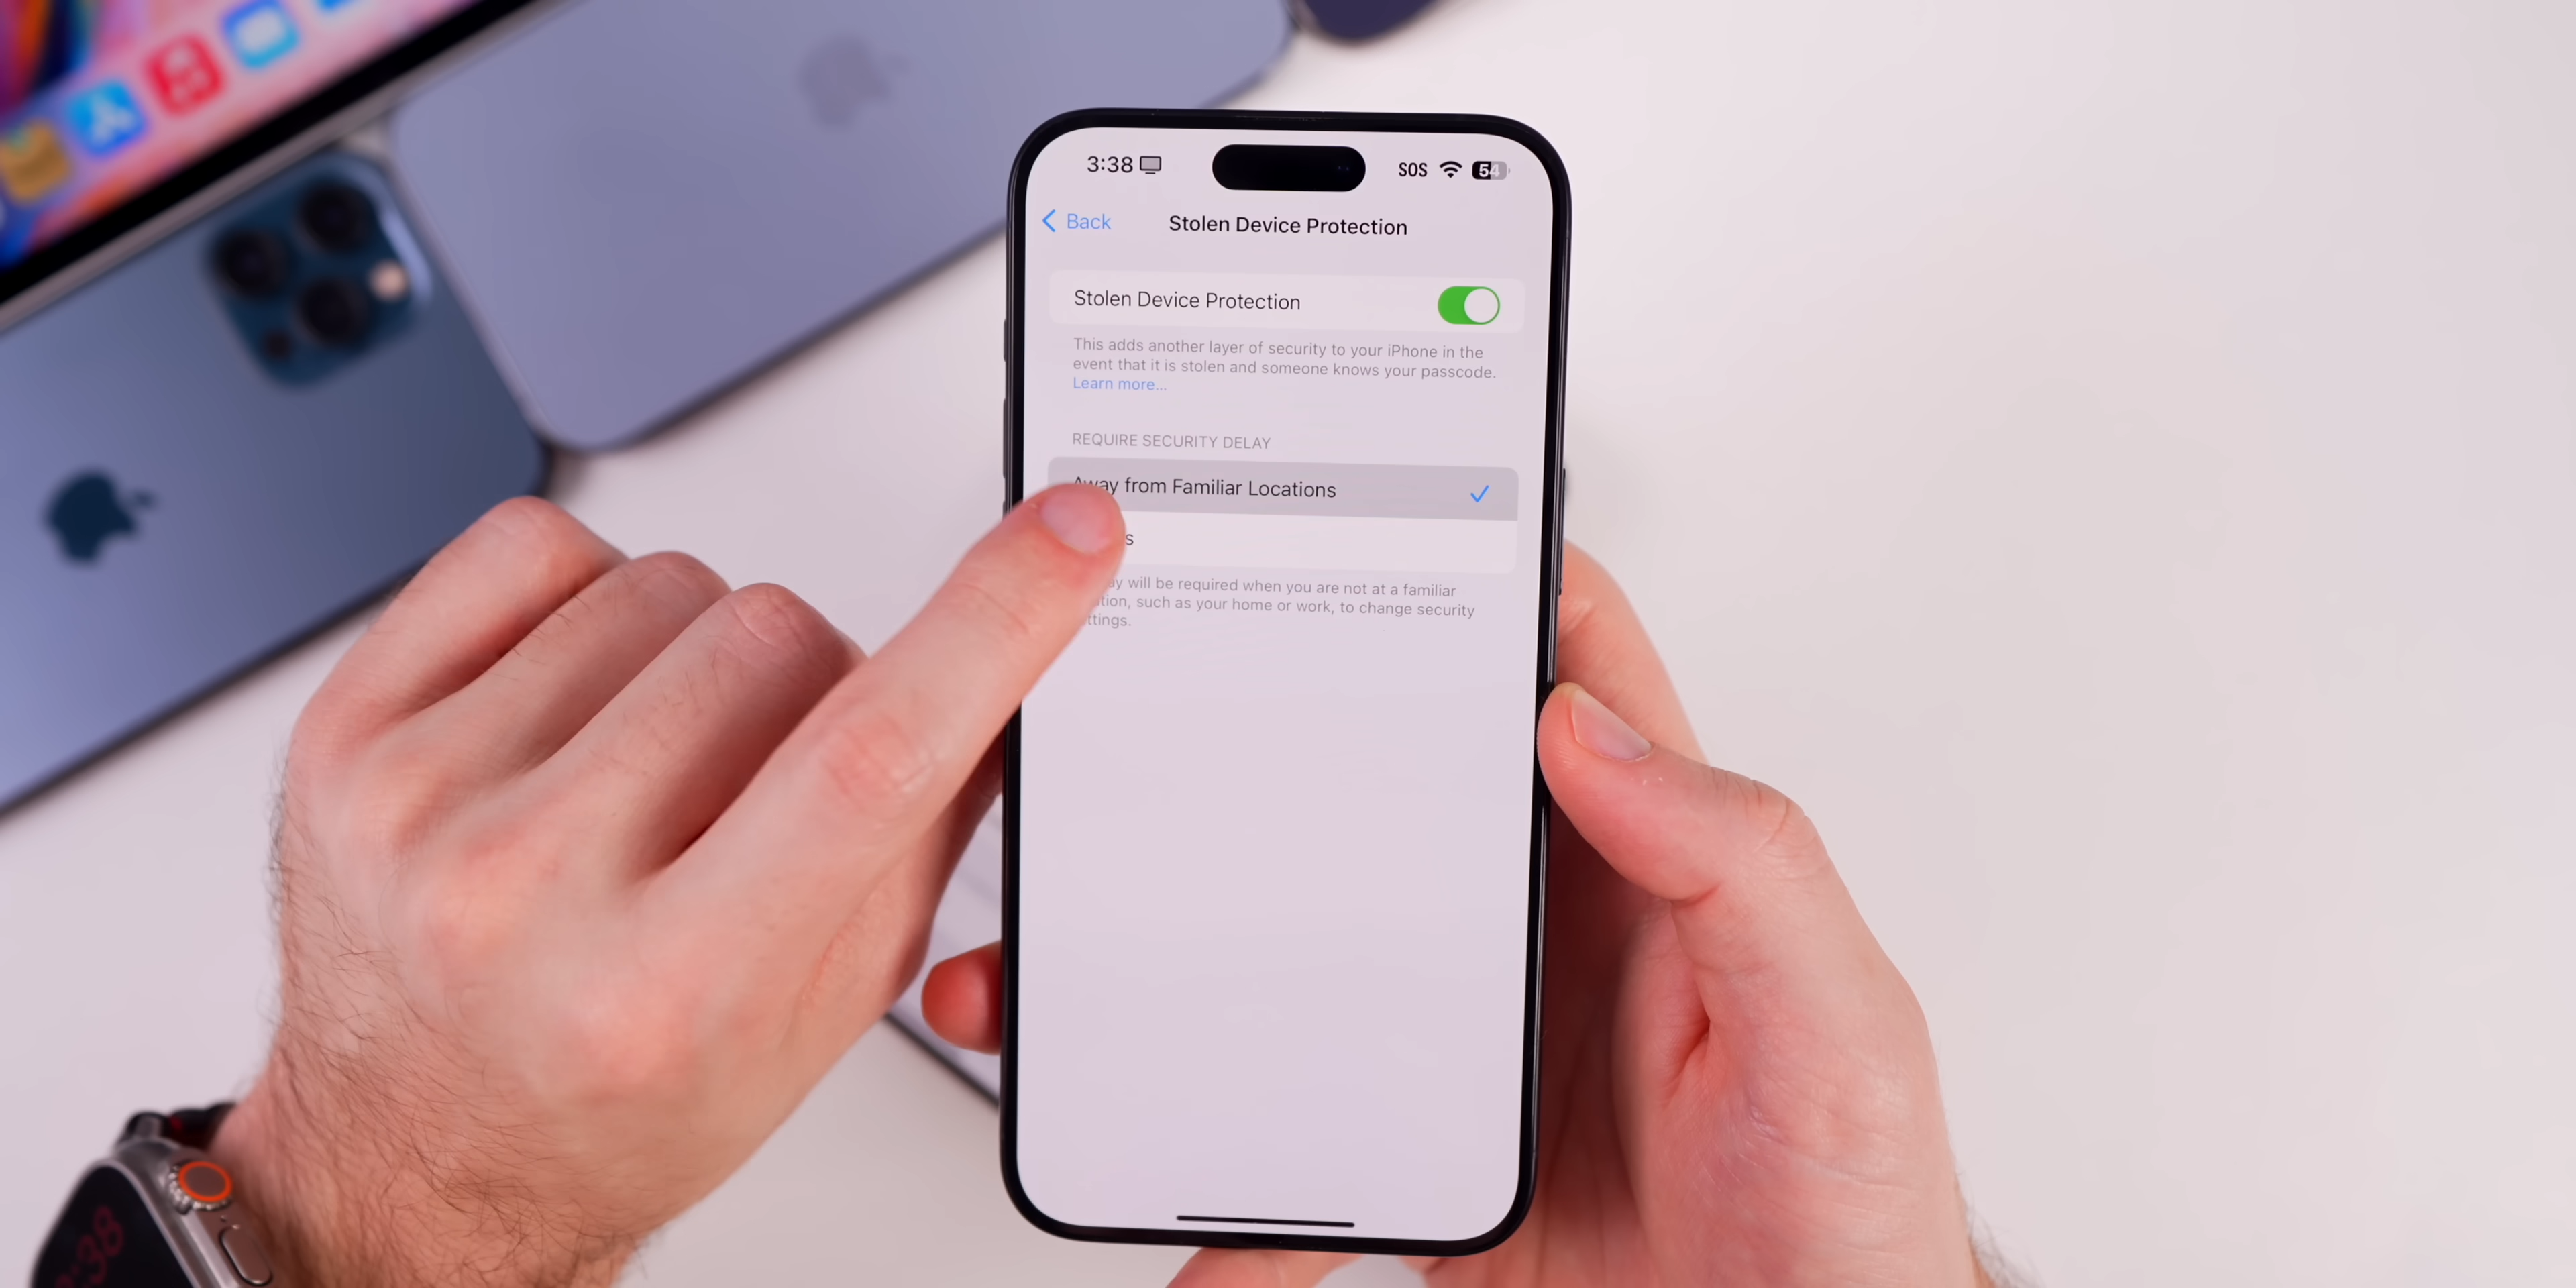 3:38
SOS
54
Back
Stolen Device Protection
Stolen Device Protection
This adds another layer of security to your iPhone in the
event that it is stolen and someone knows your passcode.
Learn more...
REQUIRE SECURITY DELAY
Away from Familiar Locations
will be required when you are not at a familiar
such as your home or work, to change security